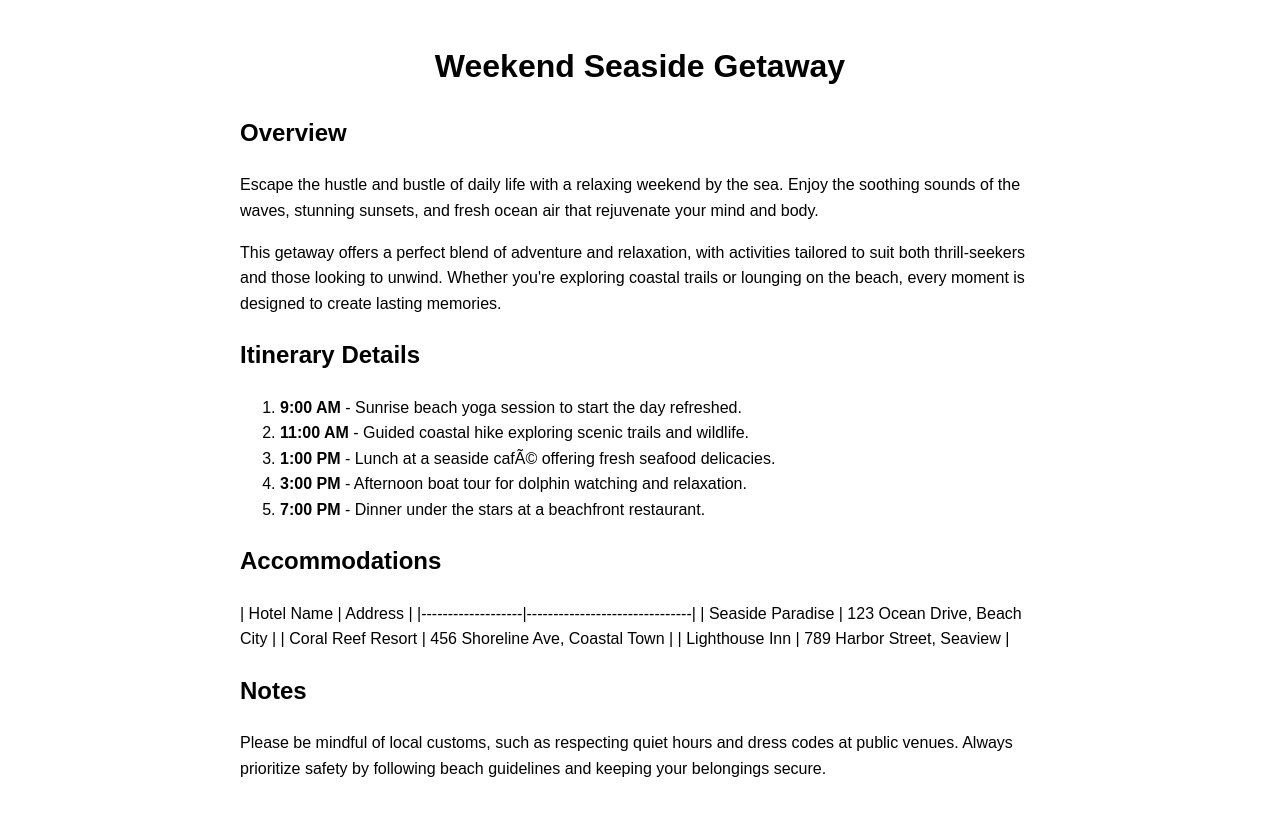 Weekend Seaside Getaway
Overview
Escape the hustle and bustle of daily life with a relaxing weekend by the sea. Enjoy the soothing sounds of the
waves, stunning sunsets, and fresh ocean air that rejuvenate your mind and body.
This getaway offers a perfect blend of adventure and relaxation, with activities tailored to suit both thrill-seekers
and those looking to unwind. Whether you're exploring coastal trails or lounging on the beach, every moment is
designed to create lasting memories.
Itinerary Details
1. 9:00 AM - Sunrise beach yoga session to start the day refreshed.
2. 11:00 AM - Guided coastal hike exploring scenic trails and wildlife.
3. 1:00 PM - Lunch at a seaside cafÃ© offering fresh seafood delicacies.
4. 3:00 PM - Afternoon boat tour for dolphin watching and relaxation.
5. 7:00 PM - Dinner under the stars at a beachfront restaurant.
Accommodations
| Hotel Name | Address | |-------------------|-------------------------------| | Seaside Paradise | 123 Ocean Drive, Beach
City | | Coral Reef Resort | 456 Shoreline Ave, Coastal Town | | Lighthouse Inn | 789 Harbor Street, Seaview |
Notes
Please be mindful of local customs, such as respecting quiet hours and dress codes at public venues. Always
prioritize safety by following beach guidelines and keeping your belongings secure.